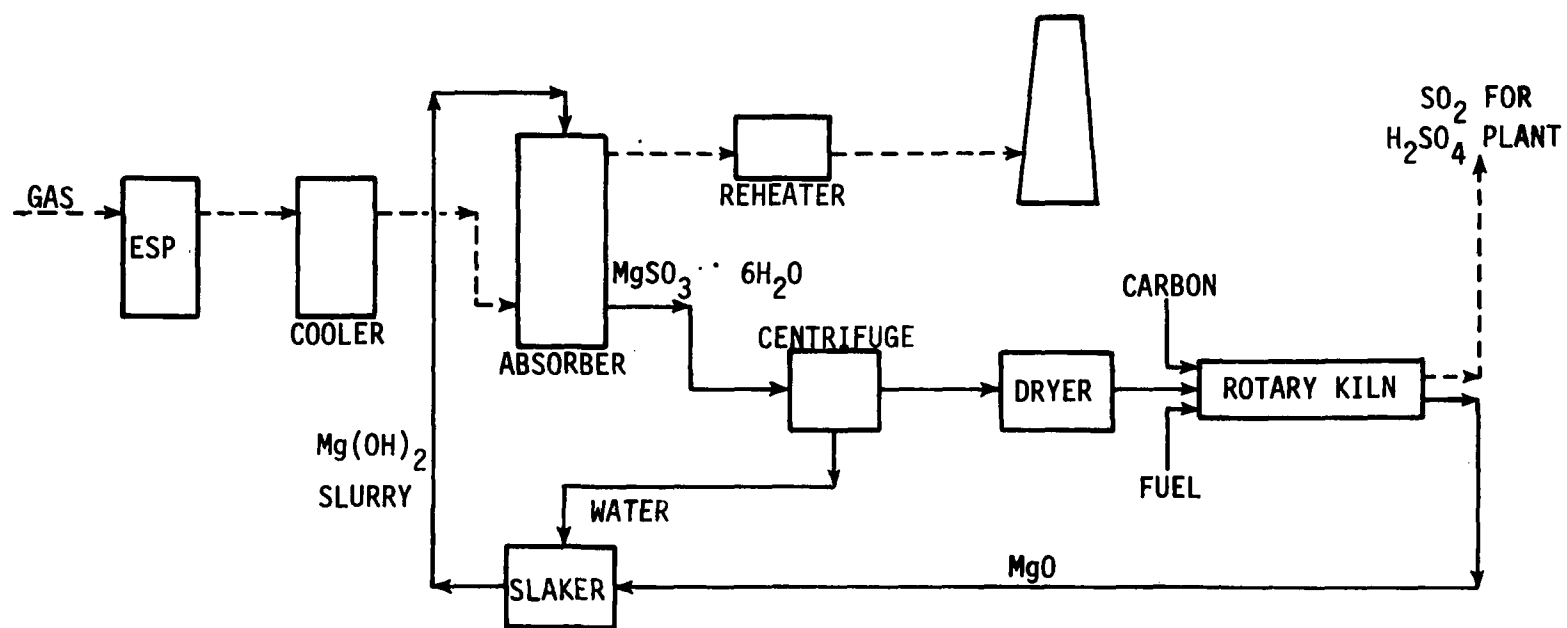 SO2 FOR
H2SO4 PLANT
GAS
ESP
COOLER
ABSORBER
REHEATER
MgSO3 · 6H2O
CENTRIFUGE
CARBON
DRYER
ROTARY KILN
FUEL
Mg(OH)2
SLURRY
WATER
SLAKER
MgO